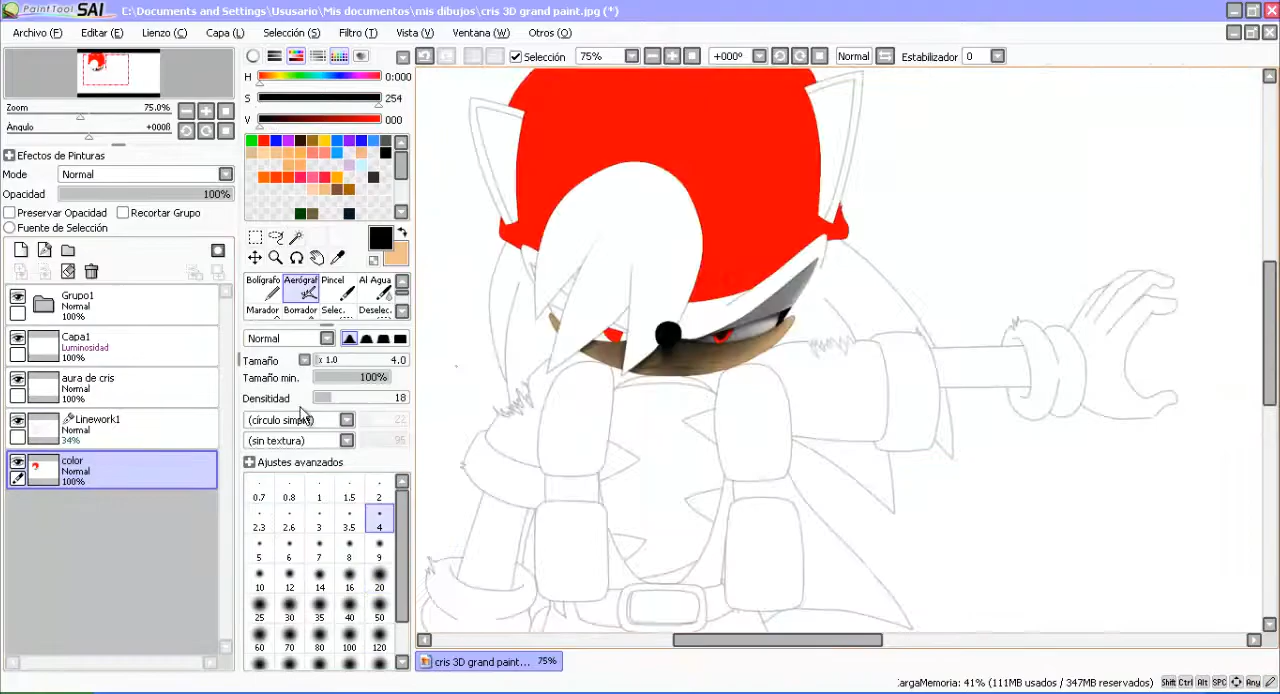 PaintTool SAI C:\Documents and Settings\Ususario\Mis documentos\mis dibujos\cris 3D grand paint.jpg (*)
Archivo (F) Editar (E) Lienzo (C) Capa (L) Selección (S) Filtro (T) Vista (V) Ventana (W) Otros (O)
Selección 75% +000º Normal Estabilizador 0
Zoom 75.0%
Ángulo +000º
Efectos de Pinturas
Mode Normal
Opacidad 100%
Preservar Opacidad Recortar Grupo
Fuente de Selección
Grupo1
Normal
100%
Capa1
Luminosidad
100%
aura de cris
Normal
100%
Linework1
Normal
34%
color
Normal
100%
H 0:000
S 254
V 000
Bolígrafo Aerógraf Pincel Al Agua
Marador Borrador Selec. Deselec.
Normal
Tamaño x 1.0 4.0
Tamaño min. 100%
Densitidad 18
(círculo simple) 22
(sin textura) 95
Ajustes avanzados
0.7 0.8 1 1.5 2
2.3 2.6 3 3.5 4
5 6 7 8 9
10 12 14 16 20
25 30 35 40 50
60 70 80 100 120
cris 3D grand paint... 75%
CargaMemoria: 41% (111MB usados / 347MB reservados) Shift Ctrl Alt SPC Any